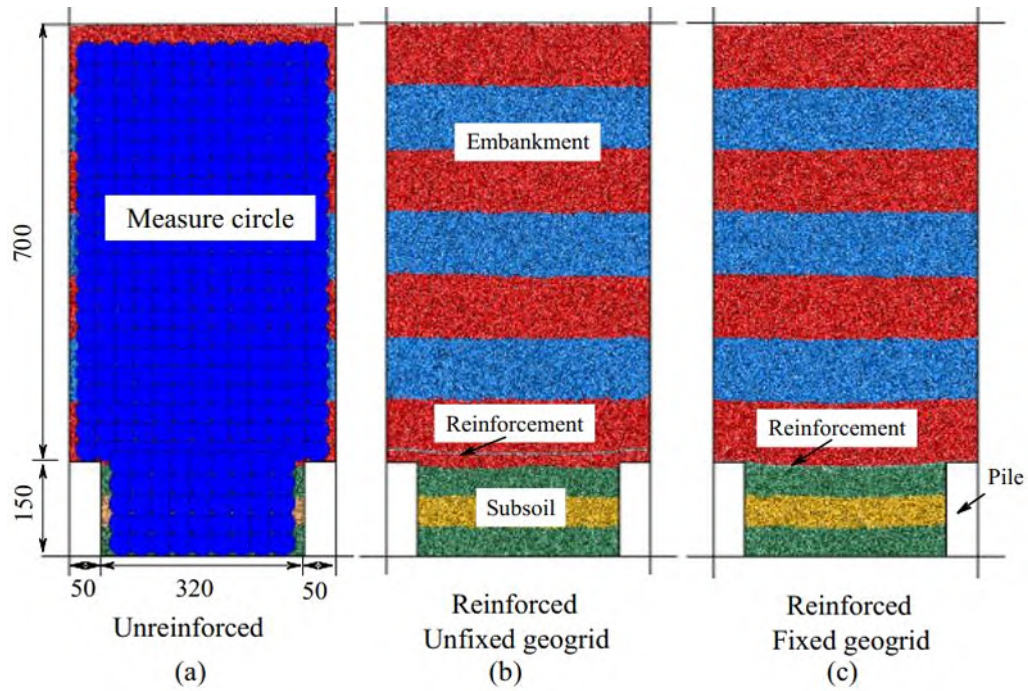 Measure circle
700
150
50
320
50
Unreinforced
(a)
Embankment
Reinforcement
Subsoil
Reinforced
Unfixed geogrid
(b)
Reinforcement
Pile
Reinforced
Fixed geogrid
(c)